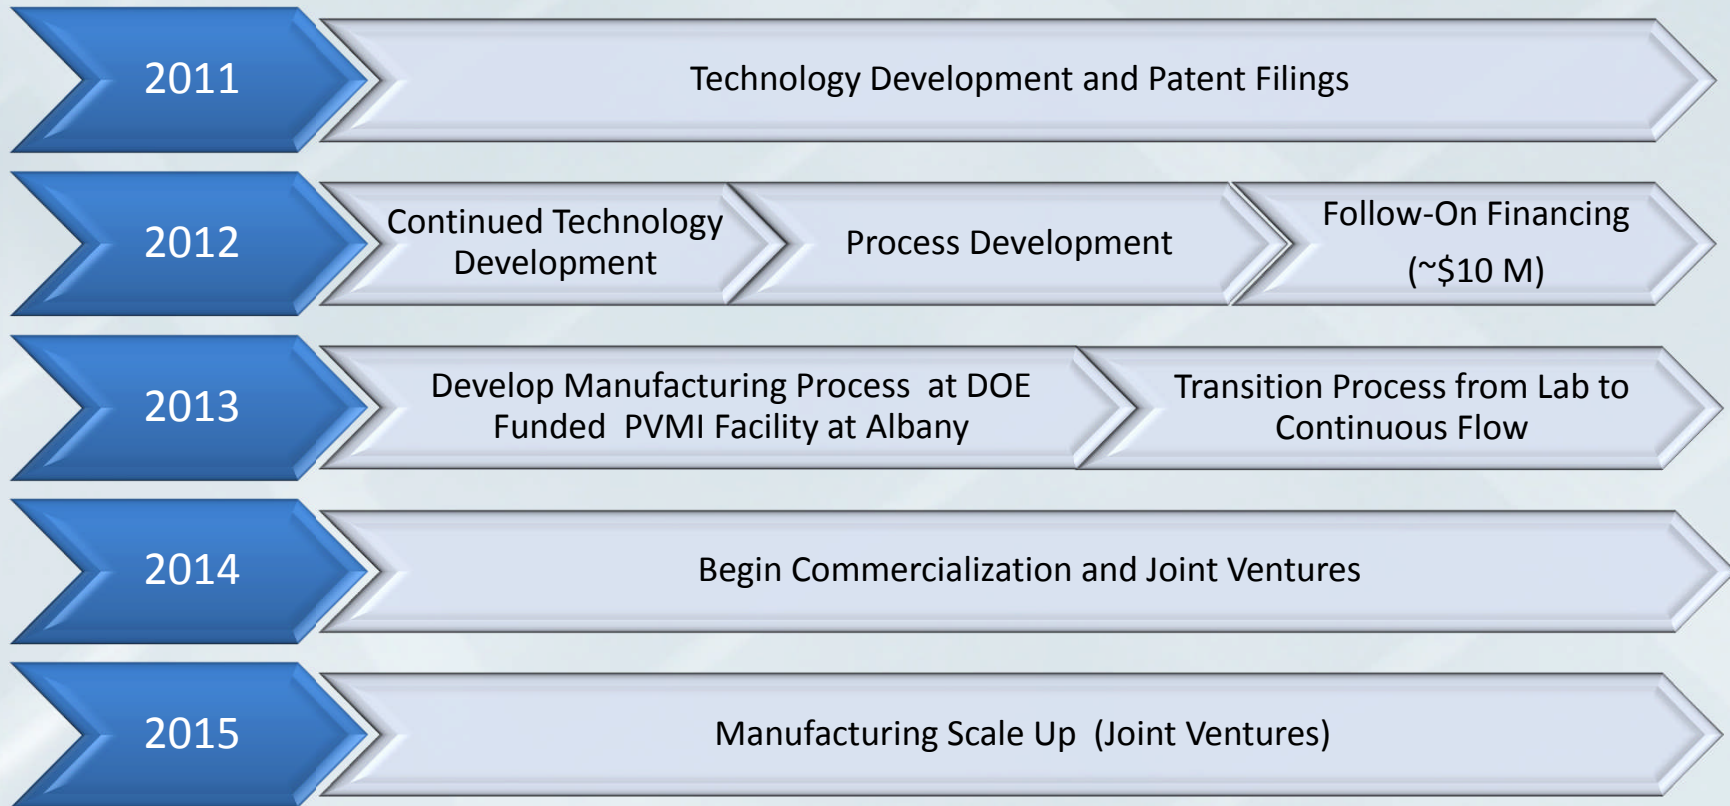 2011
Technology Development and Patent Filings
2012
Continued Technology
Development
Process Development
Follow-On Financing
(~$10 M)
2013
Develop Manufacturing Process  at DOE
Funded  PVMI Facility at Albany
Transition Process from Lab to
Continuous Flow
2014
Begin Commercialization and Joint Ventures
2015
Manufacturing Scale Up  (Joint Ventures)